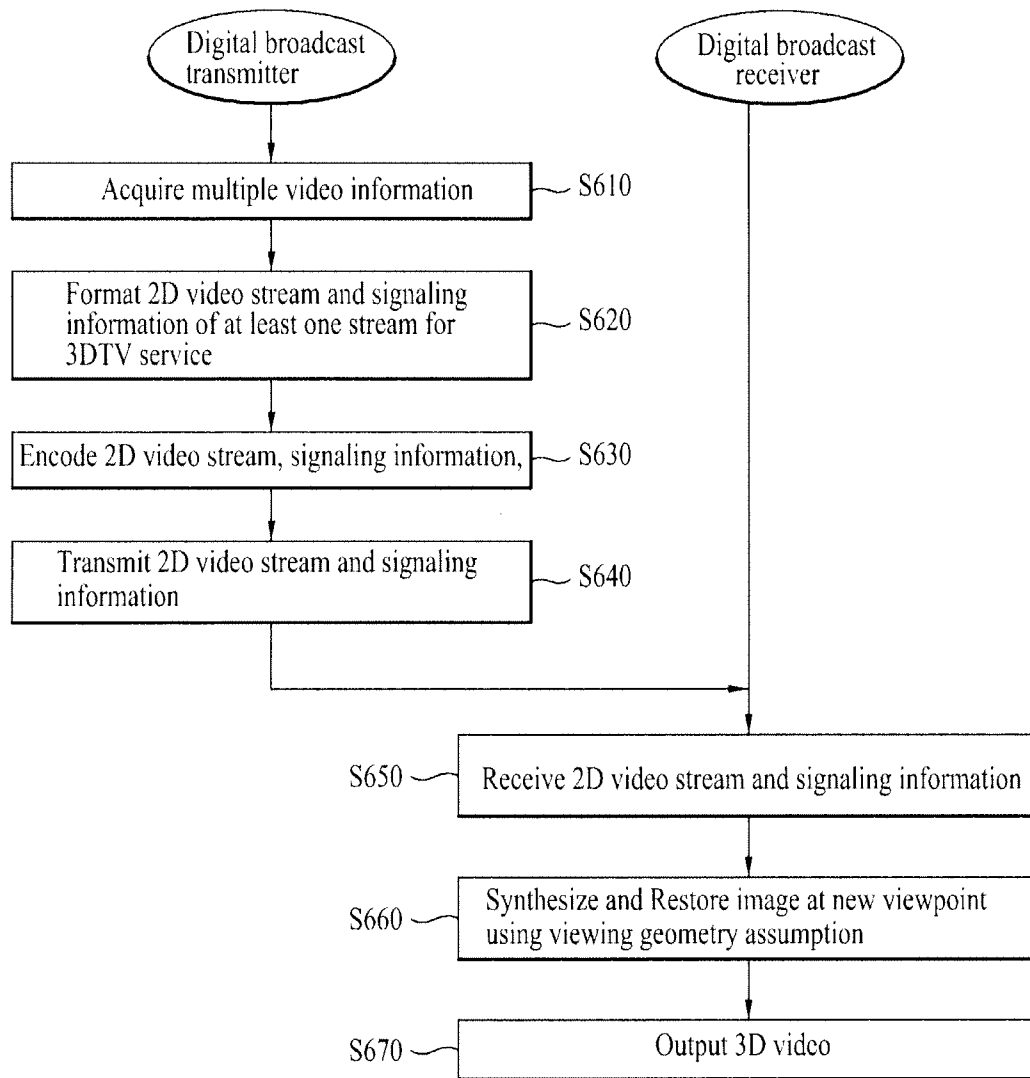 Digital broadcast
transmitter
Digital broadcast
receiver
Acquire multiple video information
S610
Format 2D video stream and signaling
information of at least one stream for
3DTV service
S620
Encode 2D video stream, signaling information,
S630
Transmit 2D video stream and signaling
information
S640
S650
Receive 2D video stream and signaling information
S660
Synthesize and Restore image at new viewpoint
using viewing geometry assumption
S670
Output 3D video